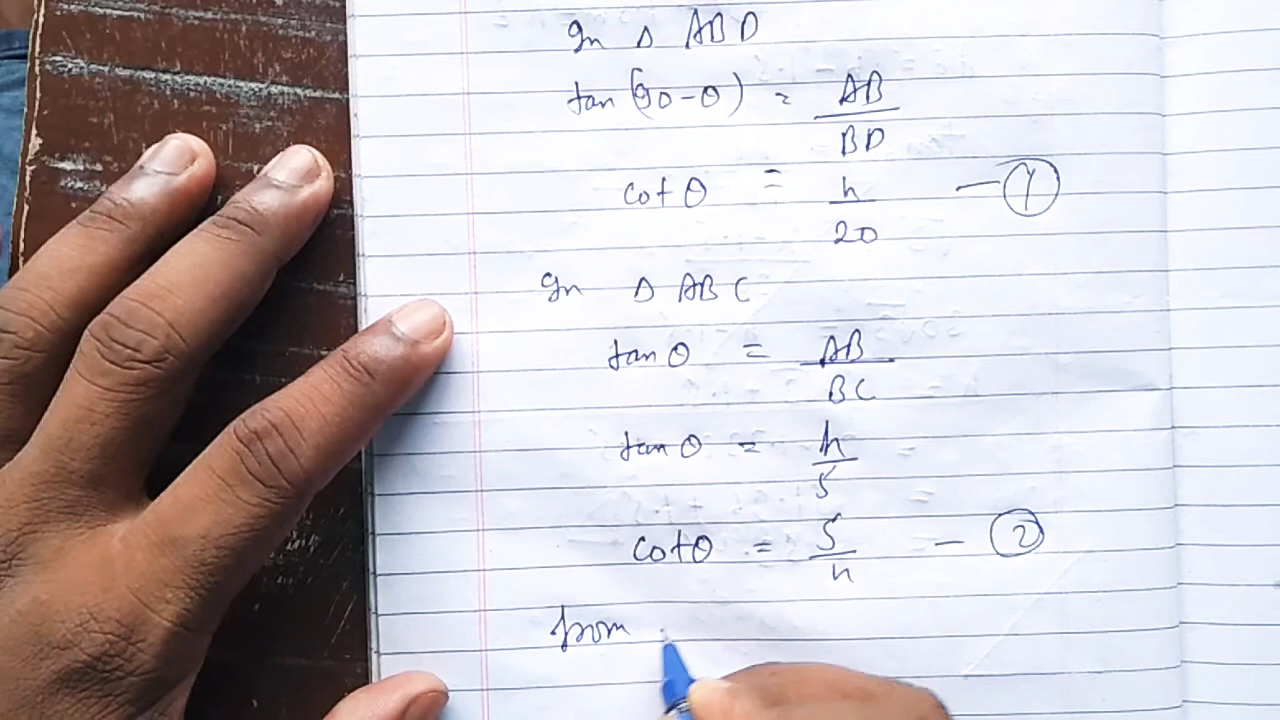 In Δ ABD
tan (90-θ) = AB/BD
cot θ = h/20 — ①
In Δ ABC
tan θ = AB/BC
tan θ = h/5
cot θ = 5/h — ②
from